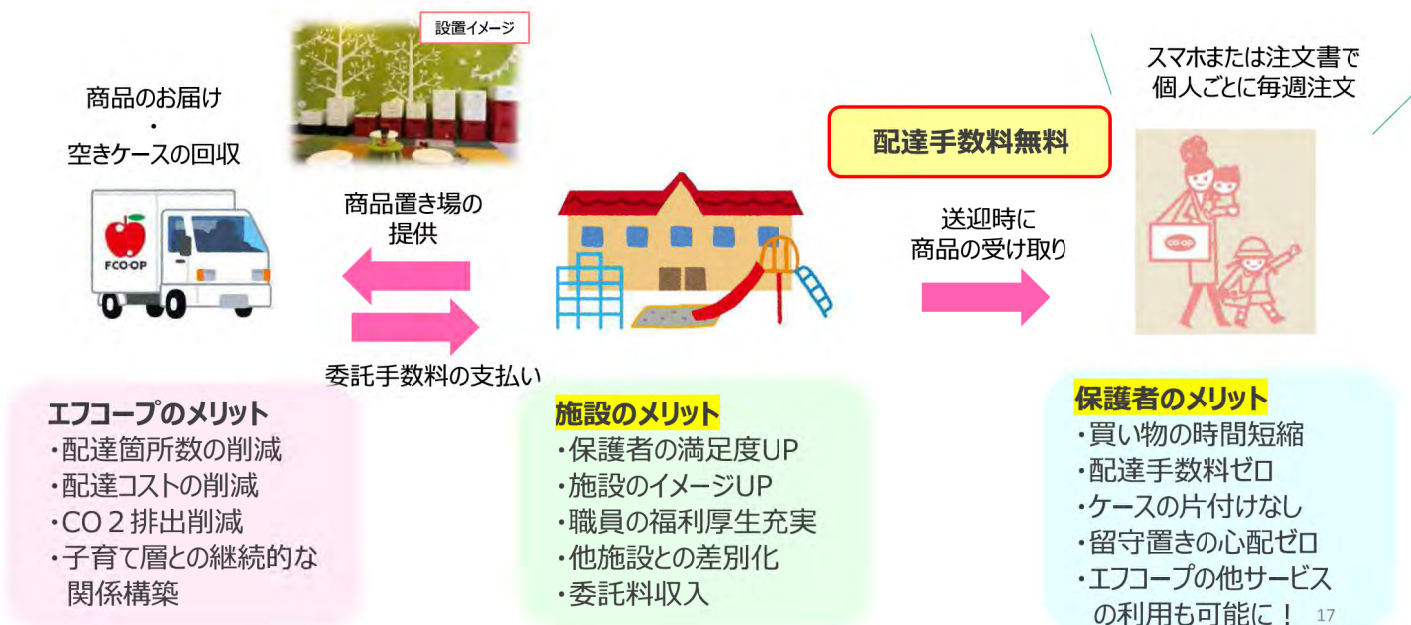 設置イメージ
商品のお届け
・
空きケースの回収
FCO·OP
商品置き場の
提供
委託手数料の支払い
配達手数料無料
送迎時に
商品の受け取り
スマホまたは注文書で
個人ごとに毎週注文
co·op
エフコープのメリット
・配達箇所数の削減
・配達コストの削減
・CO2排出削減
・子育て層との継続的な
関係構築
施設のメリット
・保護者の満足度UP
・施設のイメージUP
・職員の福利厚生充実
・他施設との差別化
・委託料収入
保護者のメリット
・買い物の時間短縮
・配達手数料ゼロ
・ケースの片付けなし
・留守置きの心配ゼロ
・エフコープの他サービス
の利用も可能に！
17